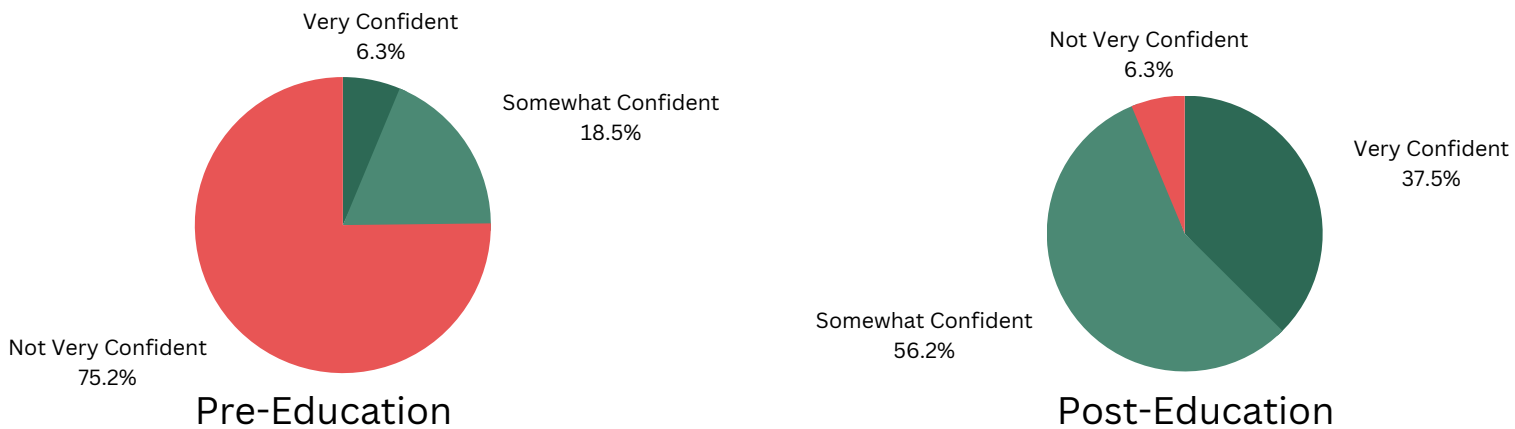 Very Confident
6.3%
Somewhat Confident
18.5%
Not Very Confident
75.2%
Pre-Education
Not Very Confident
6.3%
Very Confident
37.5%
Somewhat Confident
56.2%
Post-Education